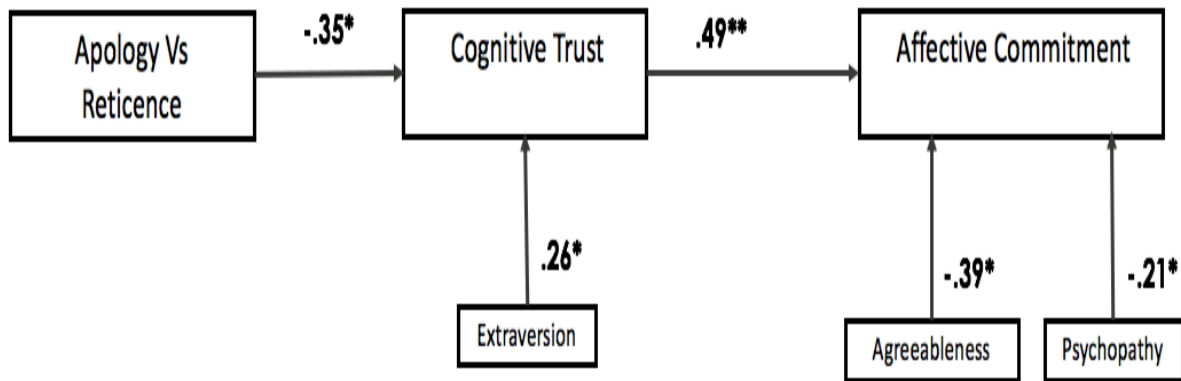 -.35*
.49**
Apology Vs
Reticence
Cognitive Trust
Affective Commitment
.26*
-.39*
-.21*
Extraversion
Agreeableness
Psychopathy